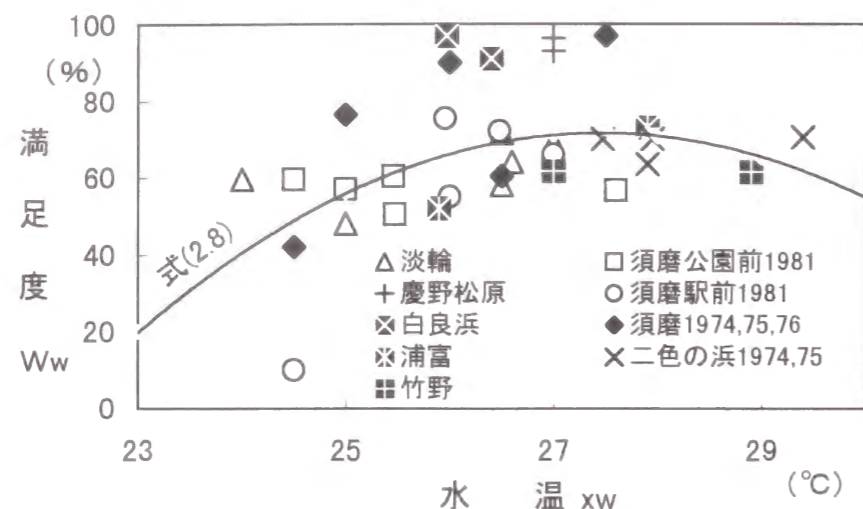 100
(%)
80
満
足
60
度
40
20
Ww
0
式(2.8)
△淡輪
＋慶野松原
白良浜
浦富
竹野
□須磨公園前1981
○須磨駅前1981
◆須磨1974,75,76
×二色の浜1974,75
23 25 27 29
水 温 xw (℃)